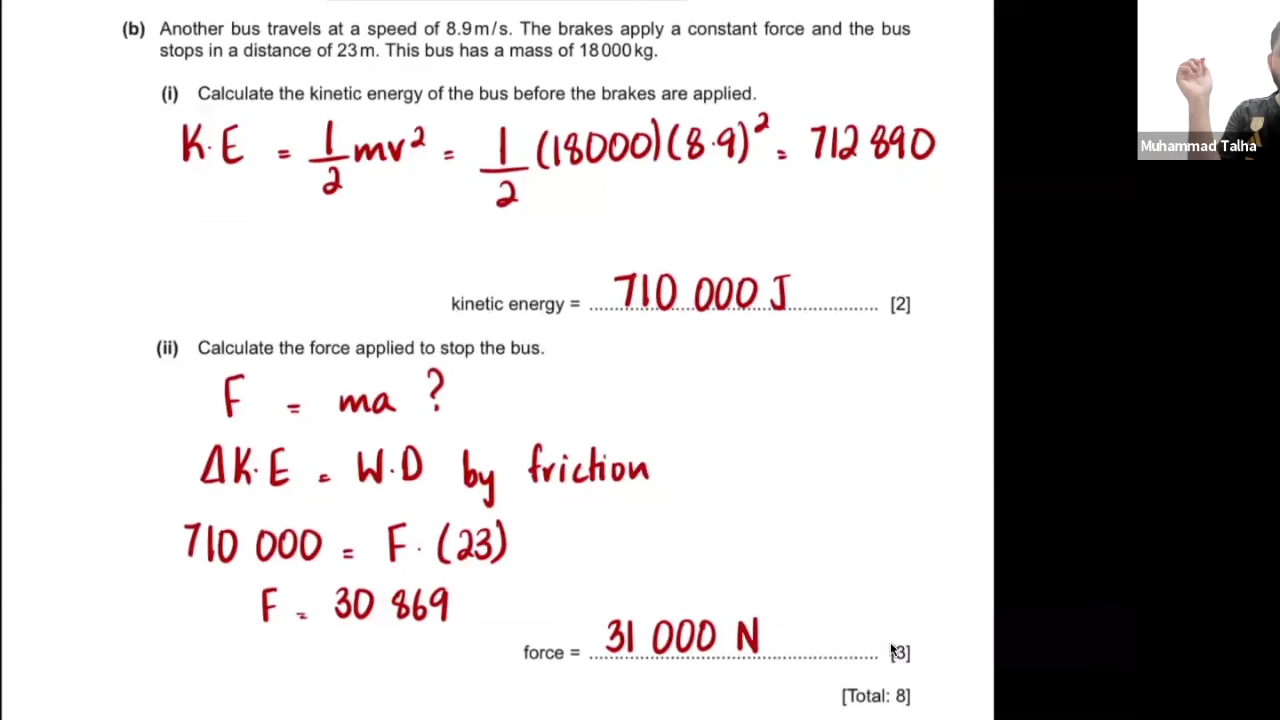 (b) Another bus travels at a speed of 8.9 m/s. The brakes apply a constant force and the bus
stops in a distance of 23 m. This bus has a mass of 18 000 kg.
(i) Calculate the kinetic energy of the bus before the brakes are applied.
K.E = 1/2 mv² = 1/2 (18000)(8.9)² = 712 890
kinetic energy = 710 000 J [2]
(ii) Calculate the force applied to stop the bus.
F = ma ?
ΔK.E = W.D by friction
710 000 = F. (23)
F = 30 869
force = 31 000 N [3]
[Total: 8]
Muhammad Talha